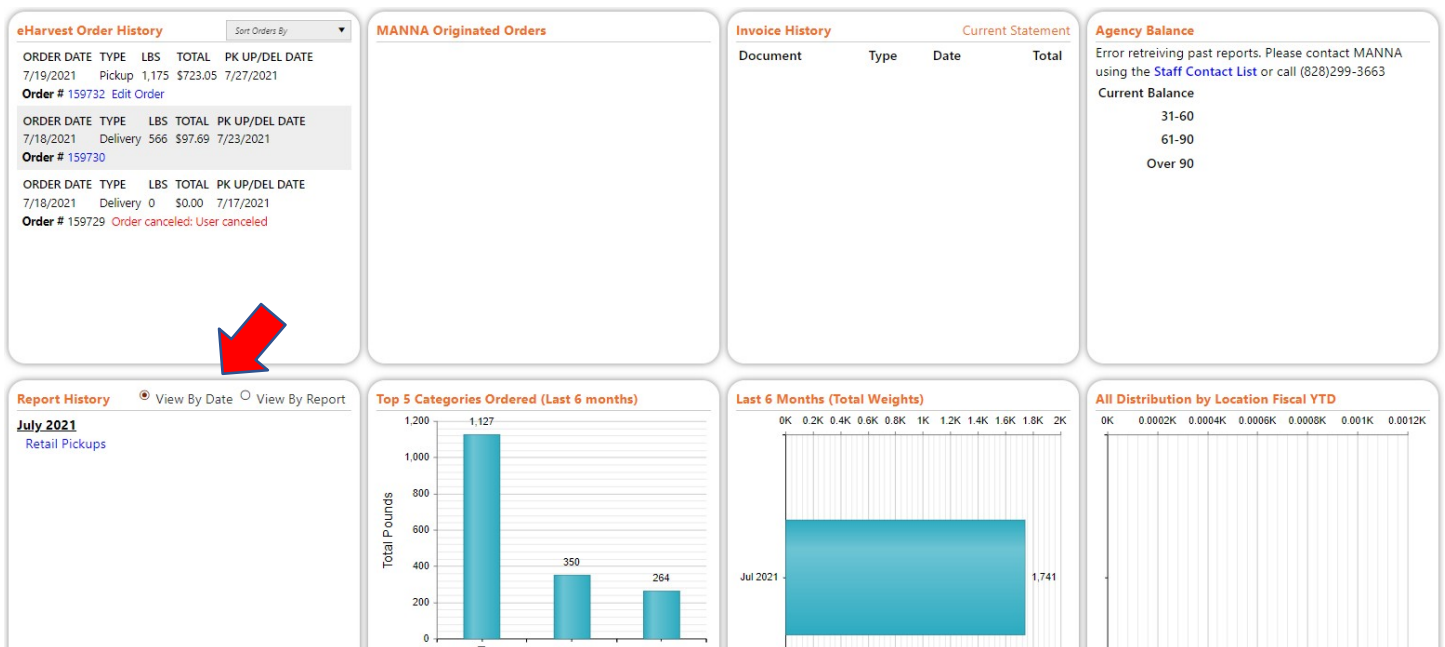 eHarvest Order History Sort Orders By
ORDER DATE TYPE LBS TOTAL PK UP/DEL DATE
7/19/2021 Pickup 1,175 $723.05 7/27/2021
Order # 159732 Edit Order
ORDER DATE TYPE LBS TOTAL PK UP/DEL DATE
7/18/2021 Delivery 566 $97.69 7/23/2021
Order # 159730
ORDER DATE TYPE LBS TOTAL PK UP/DEL DATE
7/18/2021 Delivery 0 $0.00 7/17/2021
Order # 159729 Order canceled: User canceled
MANNA Originated Orders
Invoice History Current Statement
Document Type Date Total
Agency Balance
Error retreiving past reports. Please contact MANNA
using the Staff Contact List or call (828)299-3663
Current Balance
31-60
61-90
Over 90
Report History View By Date View By Report
July 2021
Retail Pickups
Top 5 Categories Ordered (Last 6 months)
Total Pounds
1,200
1,000
800
600
400
200
0
1,127
350
264
Last 6 Months (Total Weights)
0K 0.2K 0.4K 0.6K 0.8K 1K 1.2K 1.4K 1.6K 1.8K 2K
Jul 2021 1,741
All Distribution by Location Fiscal YTD
0K 0.0002K 0.0004K 0.0006K 0.0008K 0.001K 0.0012K